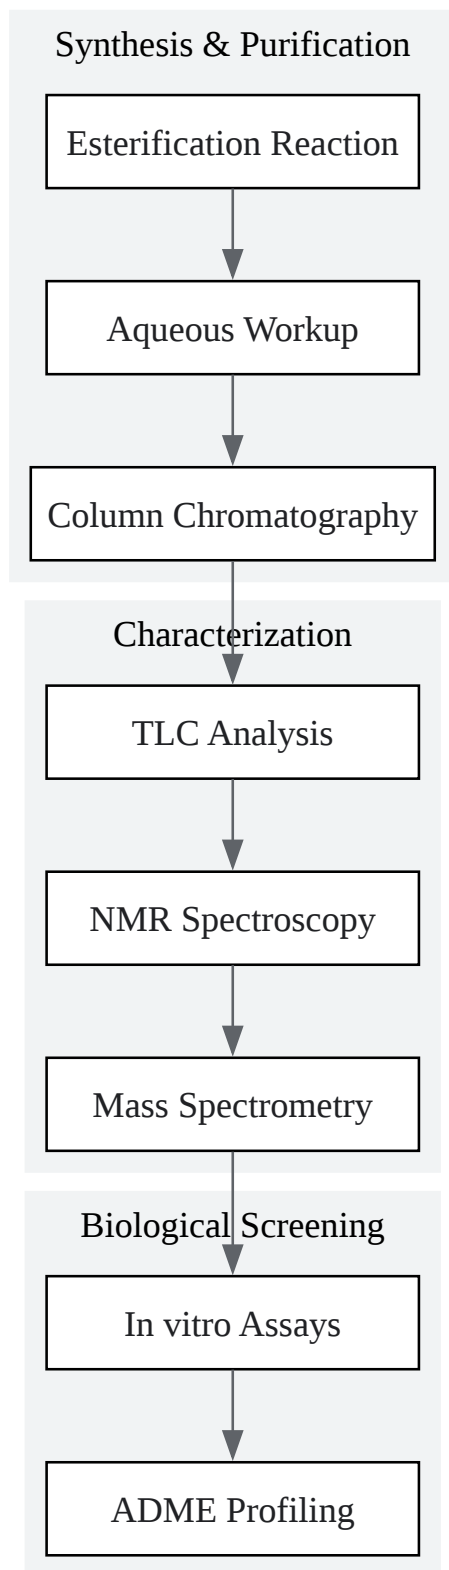 Synthesis & Purification
Esterification Reaction
Aqueous Workup
Column Chromatography
Characterization
TLC Analysis
NMR Spectroscopy
Mass Spectrometry
Biological Screening
In vitro Assays
ADME Profiling